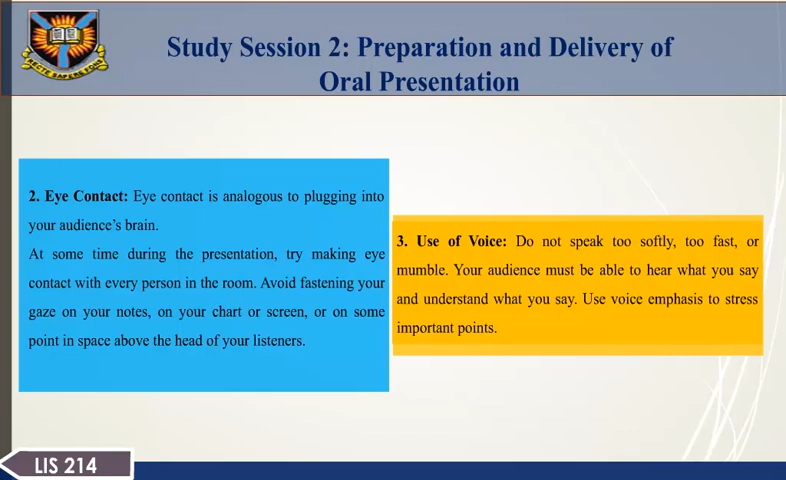 Study Session 2: Preparation and Delivery of
Oral Presentation
RECTE SAPERE FONS
2. Eye Contact: Eye contact is analogous to plugging into
your audience's brain.
At some time during the presentation, try making eye
contact with every person in the room. Avoid fastening your
gaze on your notes, on your chart or screen, or on some
point in space above the head of your listeners.
3. Use of Voice: Do not speak too softly, too fast, or
mumble. Your audience must be able to hear what you say
and understand what you say. Use voice emphasis to stress
important points.
LIS 214